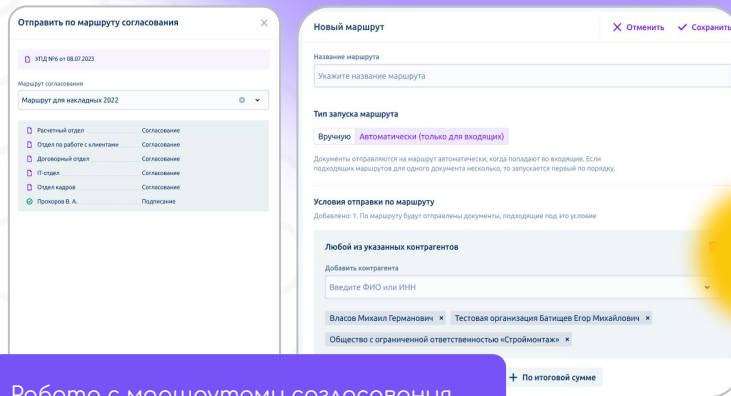 Отправить по маршруту согласования
УПД №6 от 08.07.2023
Маршрут согласования
Маршрут для накладных 2022
Расчетный отдел Согласование
Отдел по работе с клиентами Согласование
Договорный отдел Согласование
IT-отдел Согласование
Отдел кадров Согласование
Прохоров В. А. Подписание
Новый маршрут
Отменить Сохранить
Название маршрута
Укажите название маршрута
Тип запуска маршрута
Вручную Автоматически (только для входящих)
Документы отправляются на маршрут автоматически, когда попадают во входящие. Если
подходящих маршрутов для одного документа несколько, то запускается первый по порядку.
Условия отправки по маршруту
Добавлено: 1. По маршруту будут отправлены документы, подходящие под это условие
Любой из указанных контрагентов
Добавить контрагента
Введите ФИО или ИНН
Власов Михаил Германович × Тестовая организация Батищев Егор Михайлович ×
Общество с ограниченной ответственностью «Строймонтаж» ×
+ По итоговой сумме
Работа с маршрутами согласования